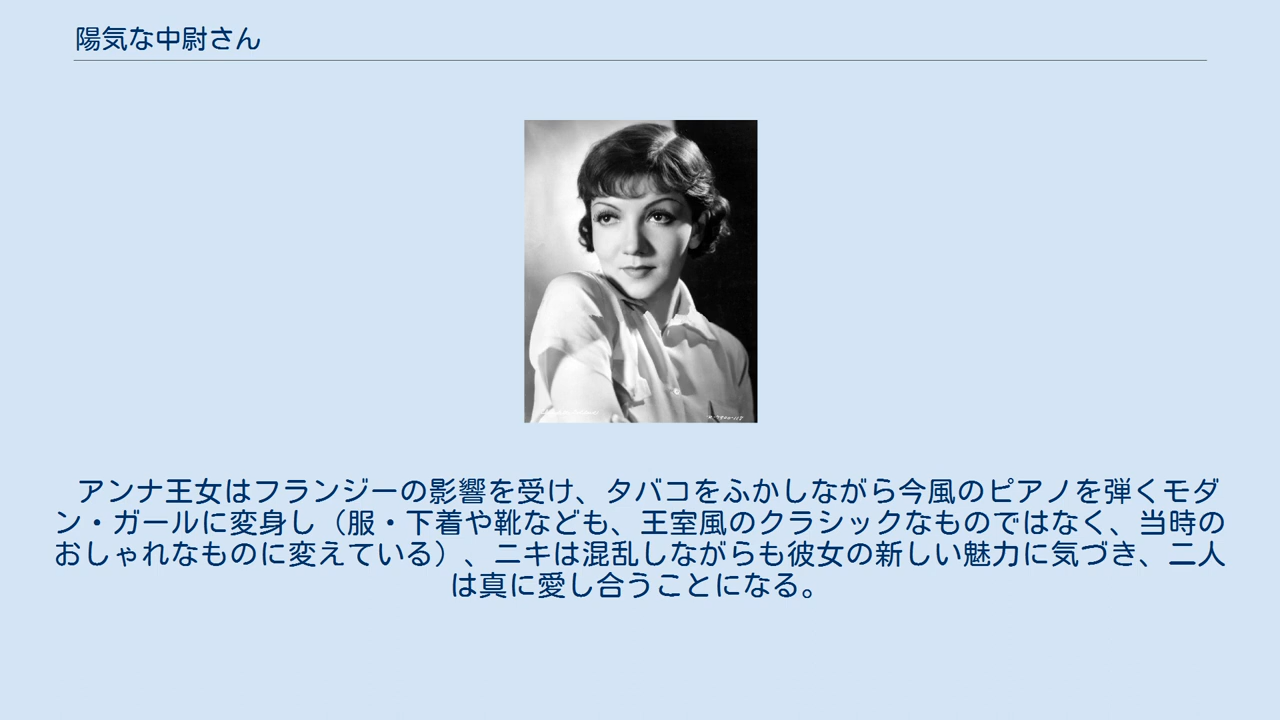 陽気な中尉さん
アンナ王女はフランジーの影響を受け、タバコをふかしながら今風のピアノを弾くモダ
ン・ガールに変身し（服・下着や靴なども、王室風のクラシックなものではなく、当時の
おしゃれなものに変えている）、ニキは混乱しながらも彼女の新しい魅力に気づき、二人
は真に愛し合うことになる。